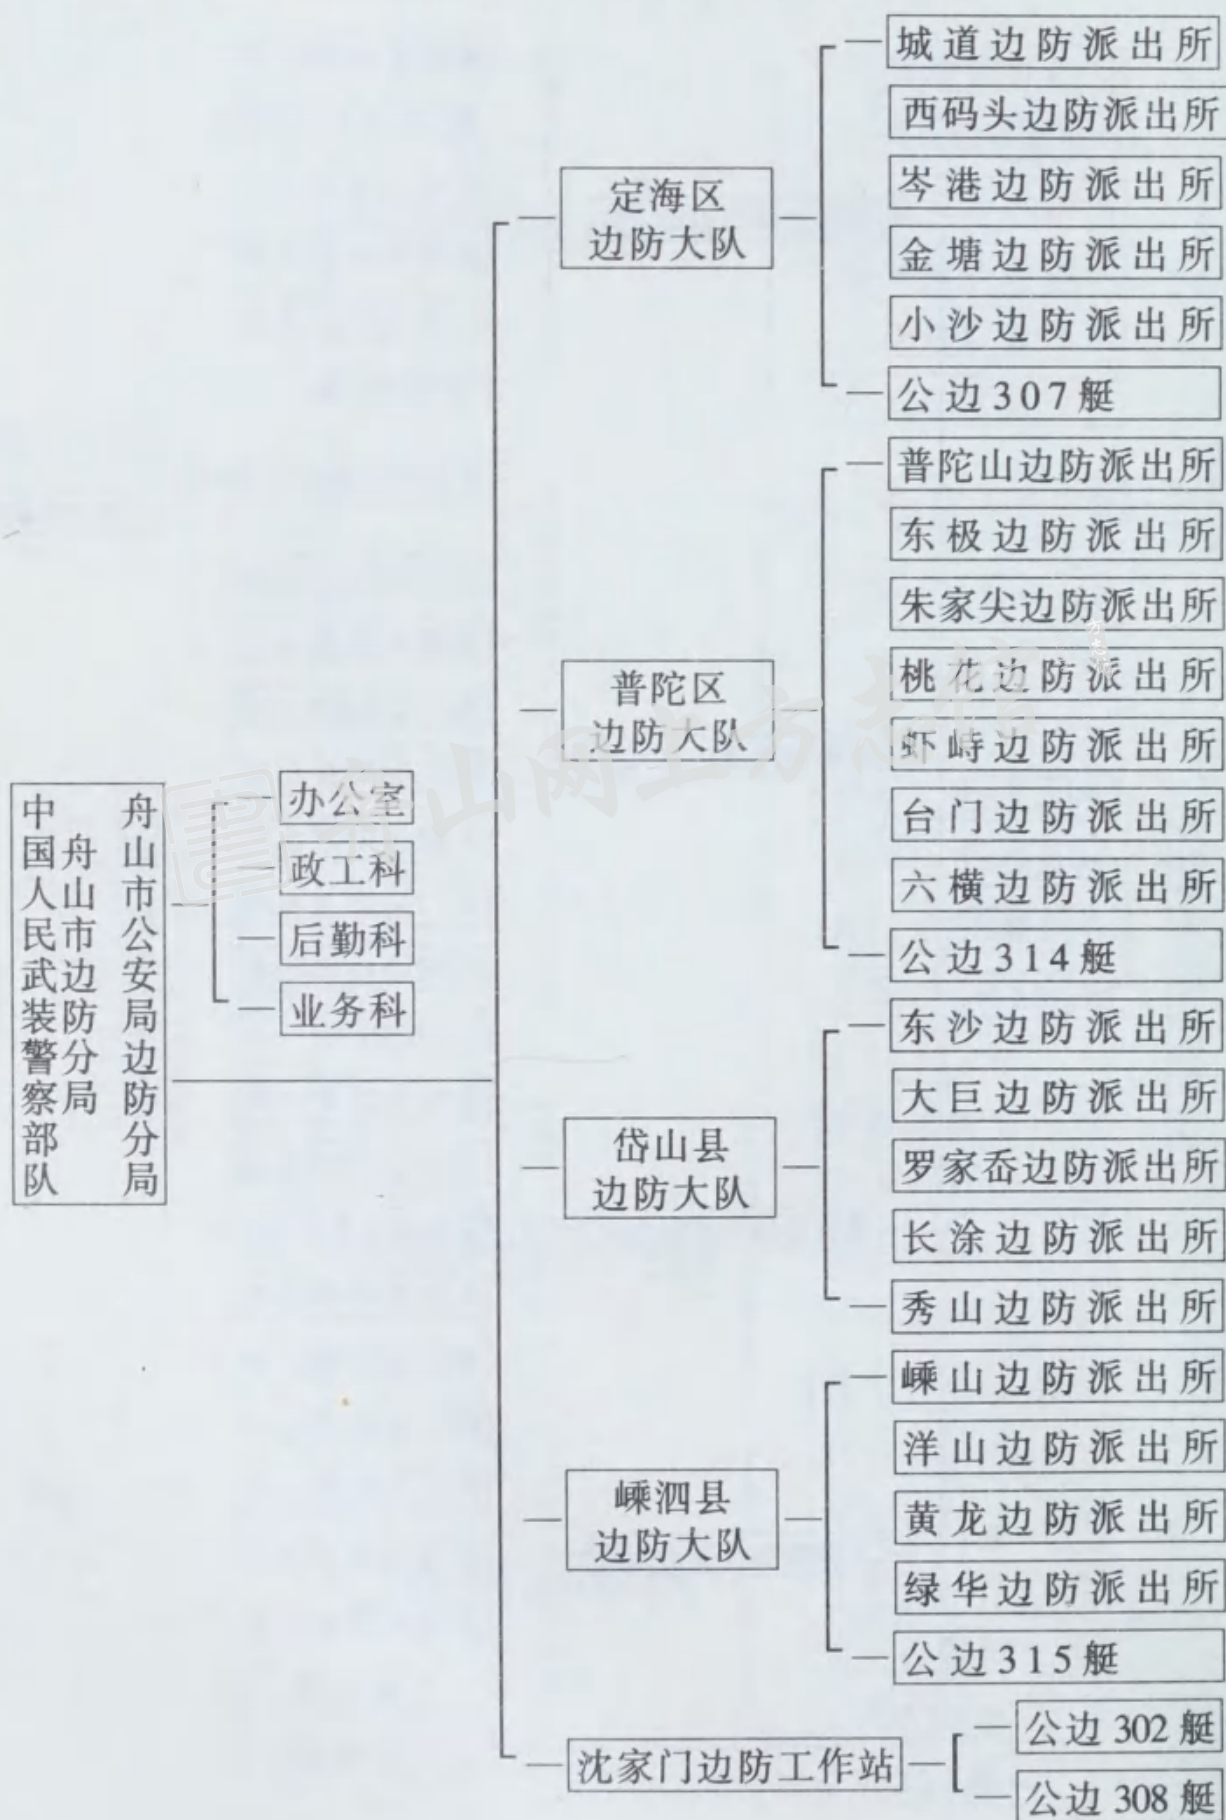 中国人民武装警察部队
舟山市边防分局
舟山市公安局边防分局
办公室
政工科
后勤科
业务科
定海区
边防大队
城道边防派出所
西码头边防派出所
岑港边防派出所
金塘边防派出所
小沙边防派出所
公边307艇
普陀区
边防大队
普陀山边防派出所
东极边防派出所
朱家尖边防派出所
桃花边防派出所
虾峙边防派出所
台门边防派出所
六横边防派出所
公边314艇
岱山县
边防大队
东沙边防派出所
大巨边防派出所
罗家岙边防派出所
长涂边防派出所
秀山边防派出所
嵊泗县
边防大队
嵊山边防派出所
洋山边防派出所
黄龙边防派出所
绿华边防派出所
公边315艇
沈家门边防工作站
公边302艇
公边308艇
舟山网上方志馆